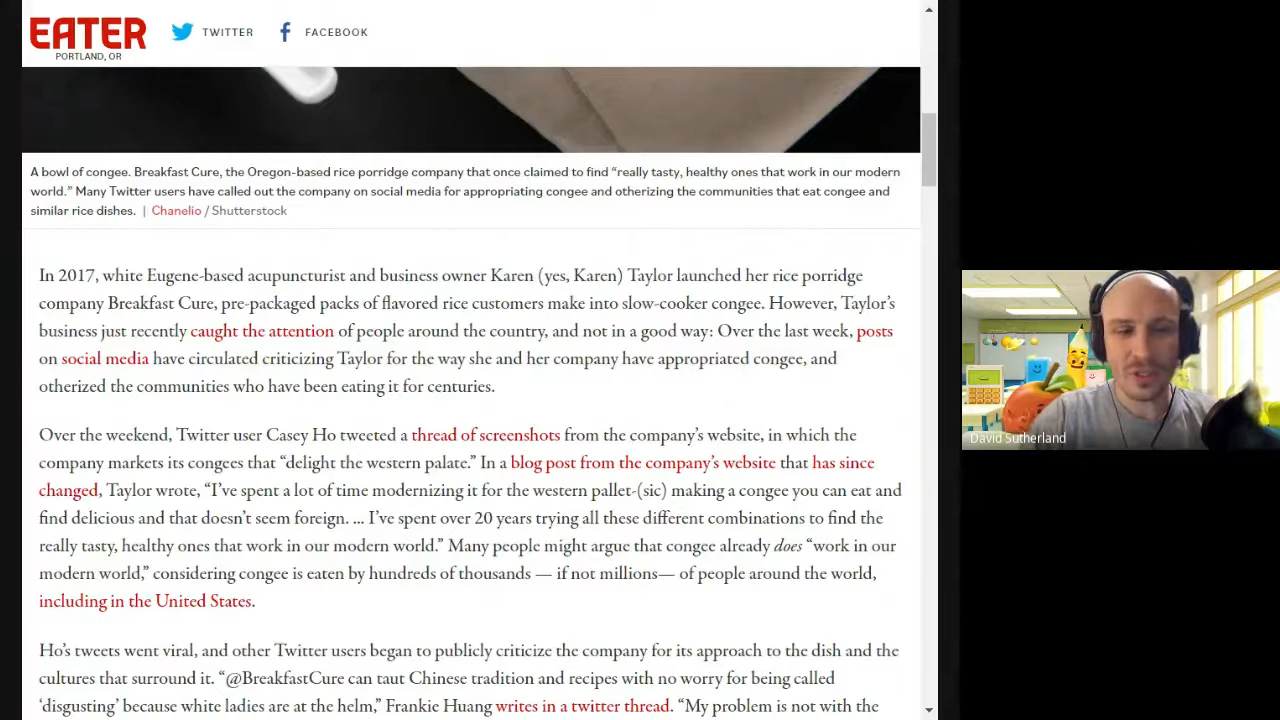 EATER
PORTLAND, OR
TWITTER
FACEBOOK
A bowl of congee. Breakfast Cure, the Oregon-based rice porridge company that once claimed to find “really tasty, healthy ones that work in our modern
world.” Many Twitter users have called out the company on social media for appropriating congee and otherizing the communities that eat congee and
similar rice dishes. | Chanelio / Shutterstock
In 2017, white Eugene-based acupuncturist and business owner Karen (yes, Karen) Taylor launched her rice porridge
company Breakfast Cure, pre-packaged packs of flavored rice customers make into slow-cooker congee. However, Taylor’s
business just recently caught the attention of people around the country, and not in a good way: Over the last week, posts
on social media have circulated criticizing Taylor for the way she and her company have appropriated congee, and
otherized the communities who have been eating it for centuries.
Over the weekend, Twitter user Casey Ho tweeted a thread of screenshots from the company’s website, in which the
company markets its congees that “delight the western palate.” In a blog post from the company’s website that has since
changed, Taylor wrote, “I’ve spent a lot of time modernizing it for the western pallet-(sic) making a congee you can eat and
find delicious and that doesn’t seem foreign. ... I’ve spent over 20 years trying all these different combinations to find the
really tasty, healthy ones that work in our modern world.” Many people might argue that congee already does “work in our
modern world,” considering congee is eaten by hundreds of thousands — if not millions— of people around the world,
including in the United States.
Ho’s tweets went viral, and other Twitter users began to publicly criticize the company for its approach to the dish and the
cultures that surround it. “@BreakfastCure can taut Chinese tradition and recipes with no worry for being called
‘disgusting’ because white ladies are at the helm,” Frankie Huang writes in a twitter thread. “My problem is not with the
David Sutherland